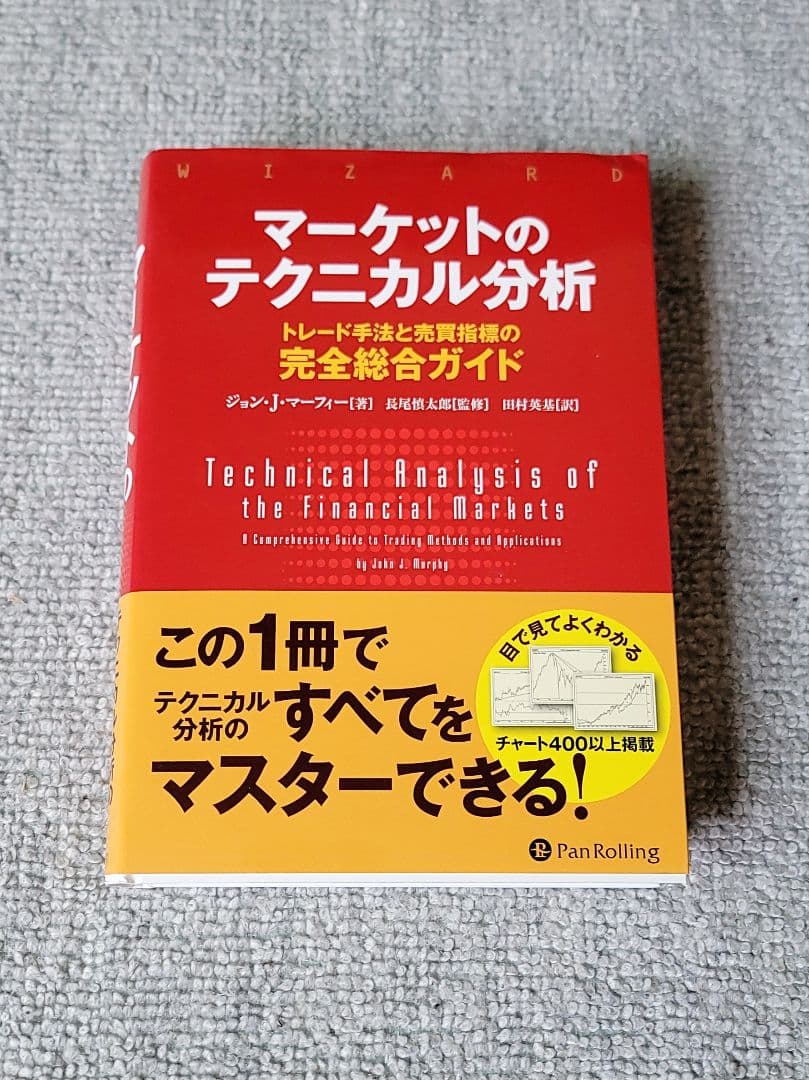 WIZARD
マーケットの
テクニカル分析
トレード手法と売買指標の
完全総合ガイド
ジョン・J・マーフィー[著] 長尾慎太郎[監修] 田村英基[訳]
Technical Analysis of
the Financial Markets
A Comprehensive Guide to Trading Methods and Applications
by John J. Murphy
この1冊で
テクニカル
分析の
すべてを
マスターできる!
目で見てよくわかる
チャート400以上掲載
PanRolling